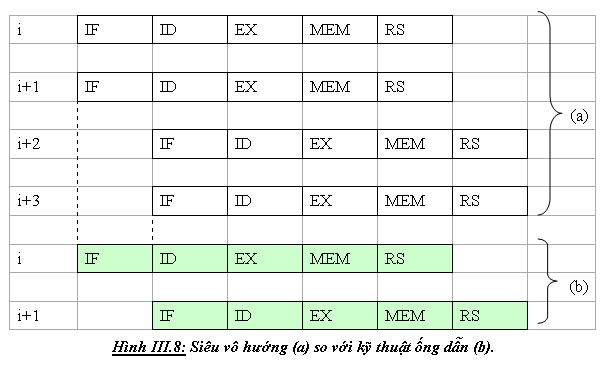 i IF ID EX MEM RS
i+1 IF ID EX MEM RS
(a)
i+2 IF ID EX MEM RS
i+3 IF ID EX MEM RS
i IF ID EX MEM RS
(b)
i+1 IF ID EX MEM RS
Hình III.8: Siêu vô hướng (a) so với kỹ thuật ống dẫn (b).